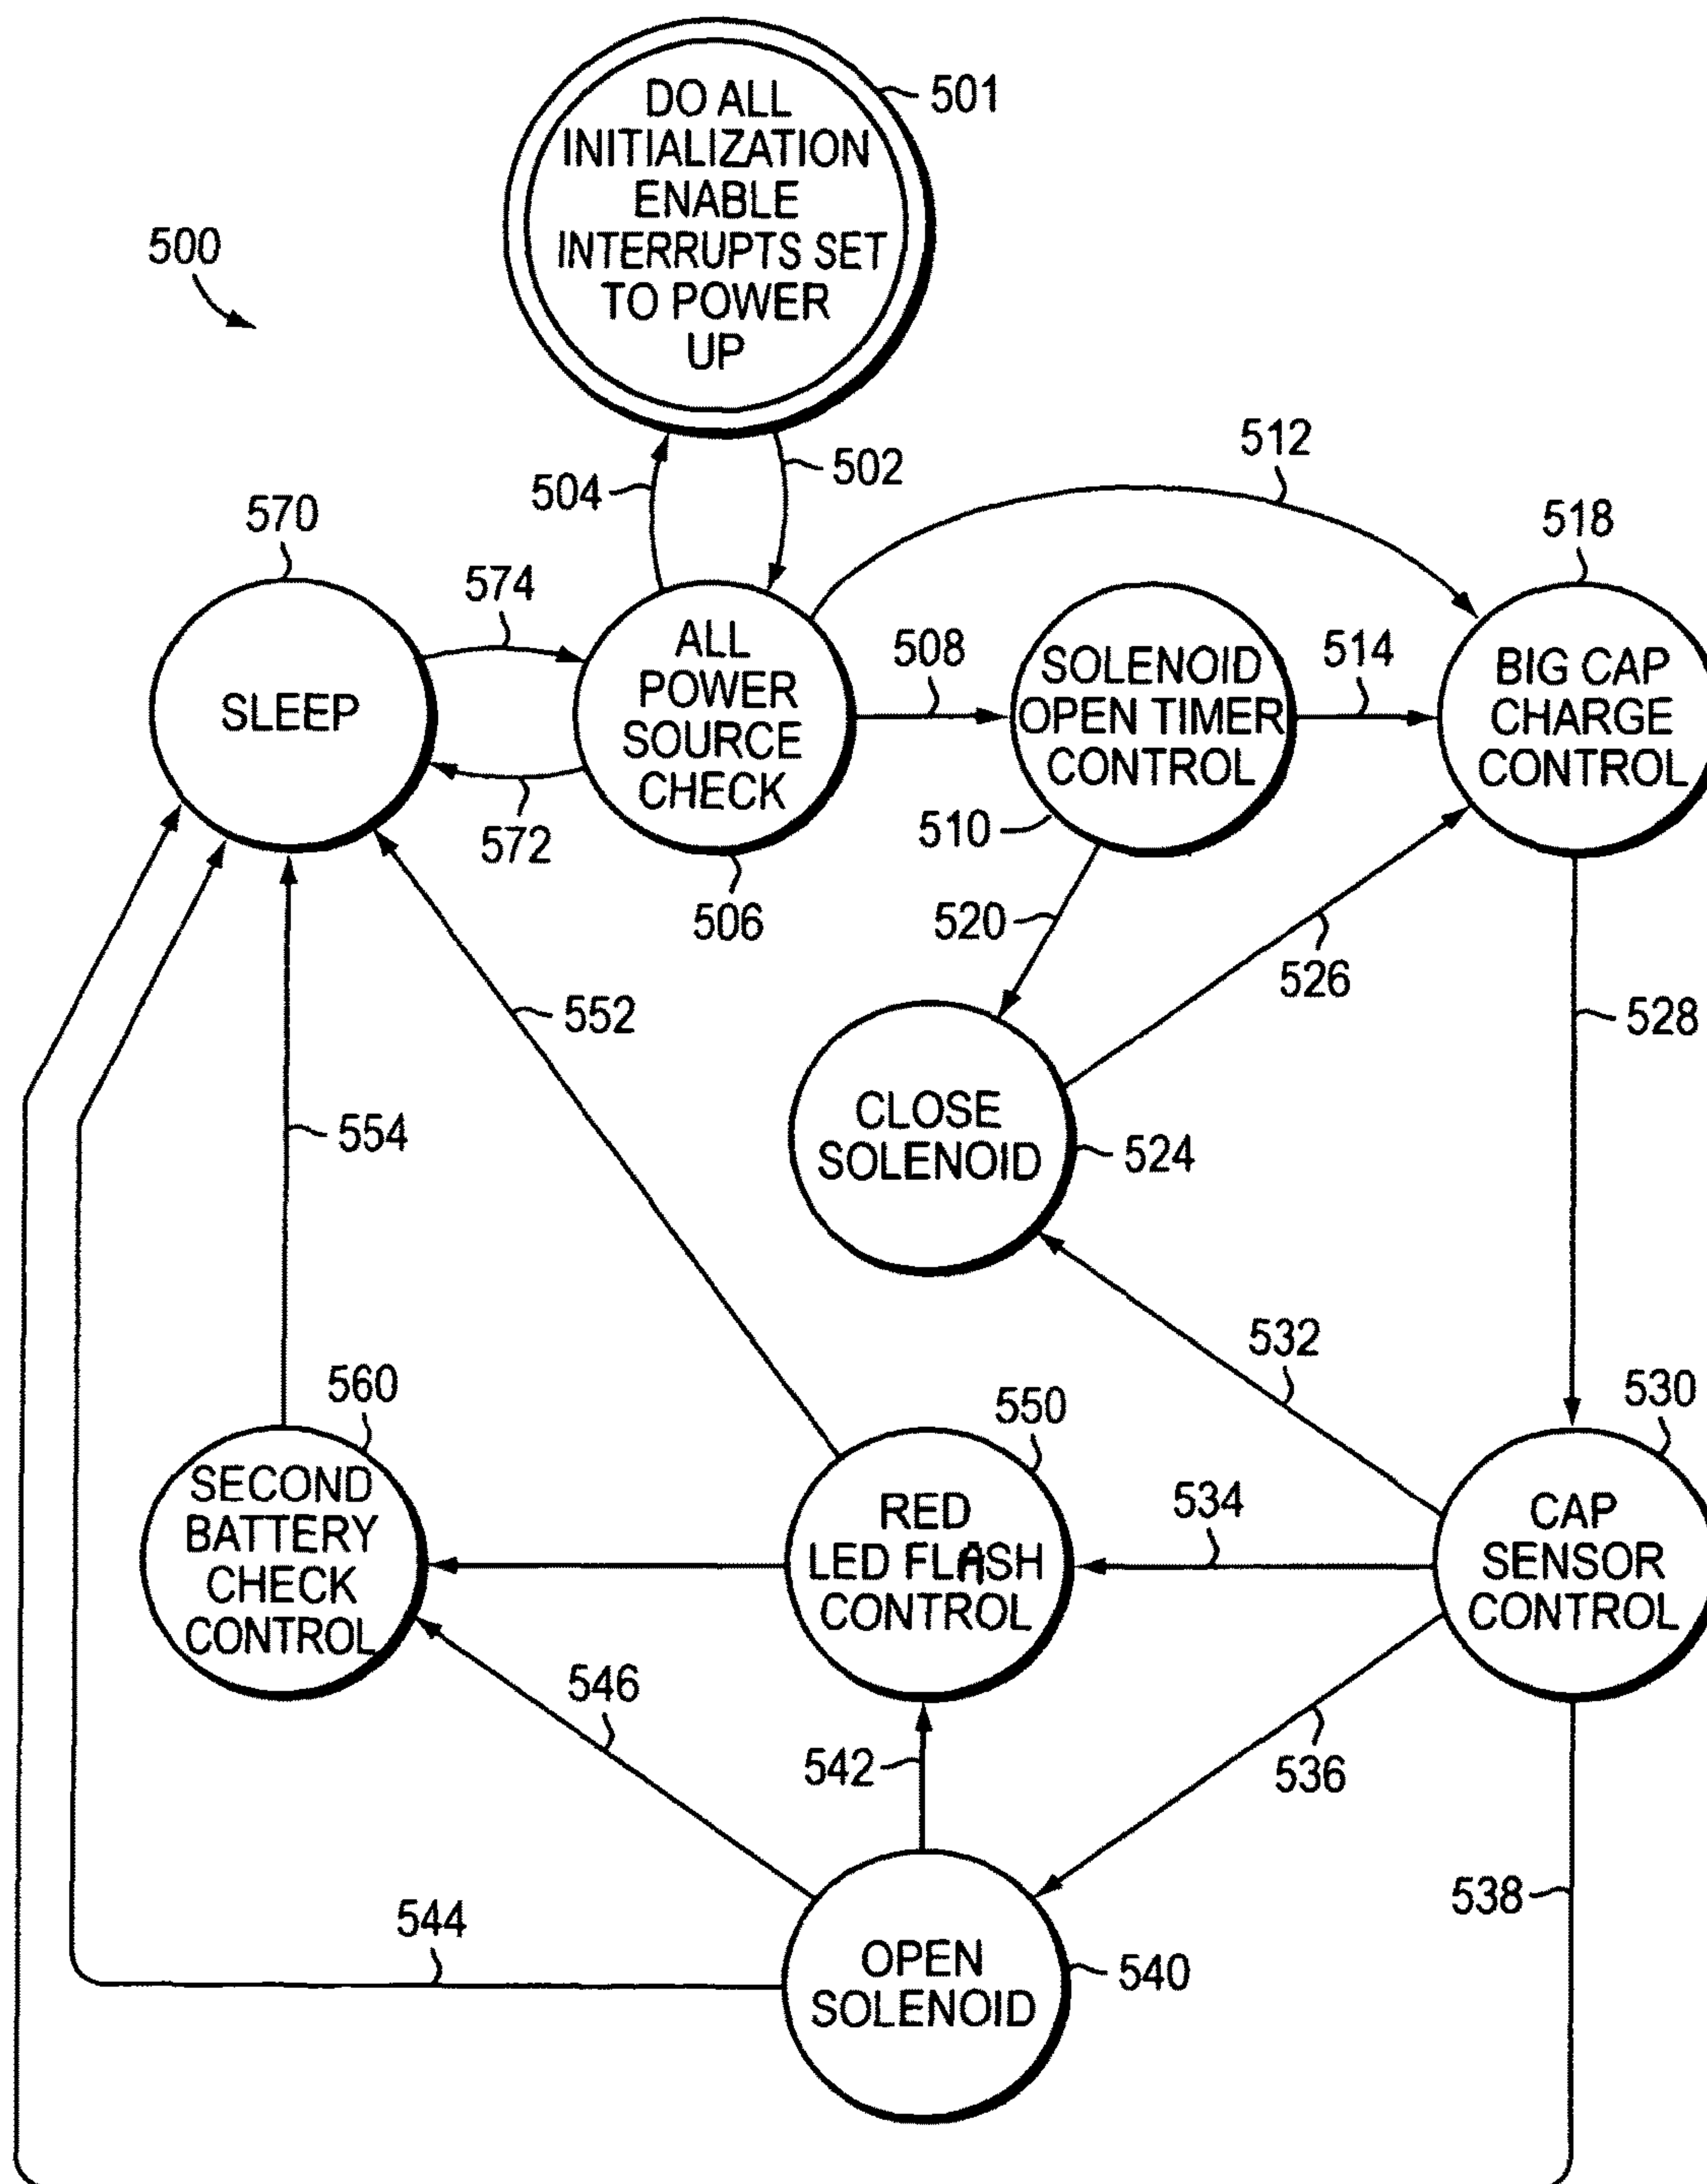 DO ALL
INITIALIZATION
ENABLE
INTERRUPTS SET
TO POWER
UP
501
500
504
502
512
570
518
574
ALL
POWER
SOURCE
CHECK
508
SOLENOID
OPEN TIMER
CONTROL
514
BIG CAP
CHARGE
CONTROL
SLEEP
572
510
506
520
526
552
528
554
CLOSE
SOLENOID
524
532
560
550
530
SECOND
BATTERY
CHECK
CONTROL
RED
LED FLASH
CONTROL
534
CAP
SENSOR
CONTROL
546
542
536
538
544
OPEN
SOLENOID
540